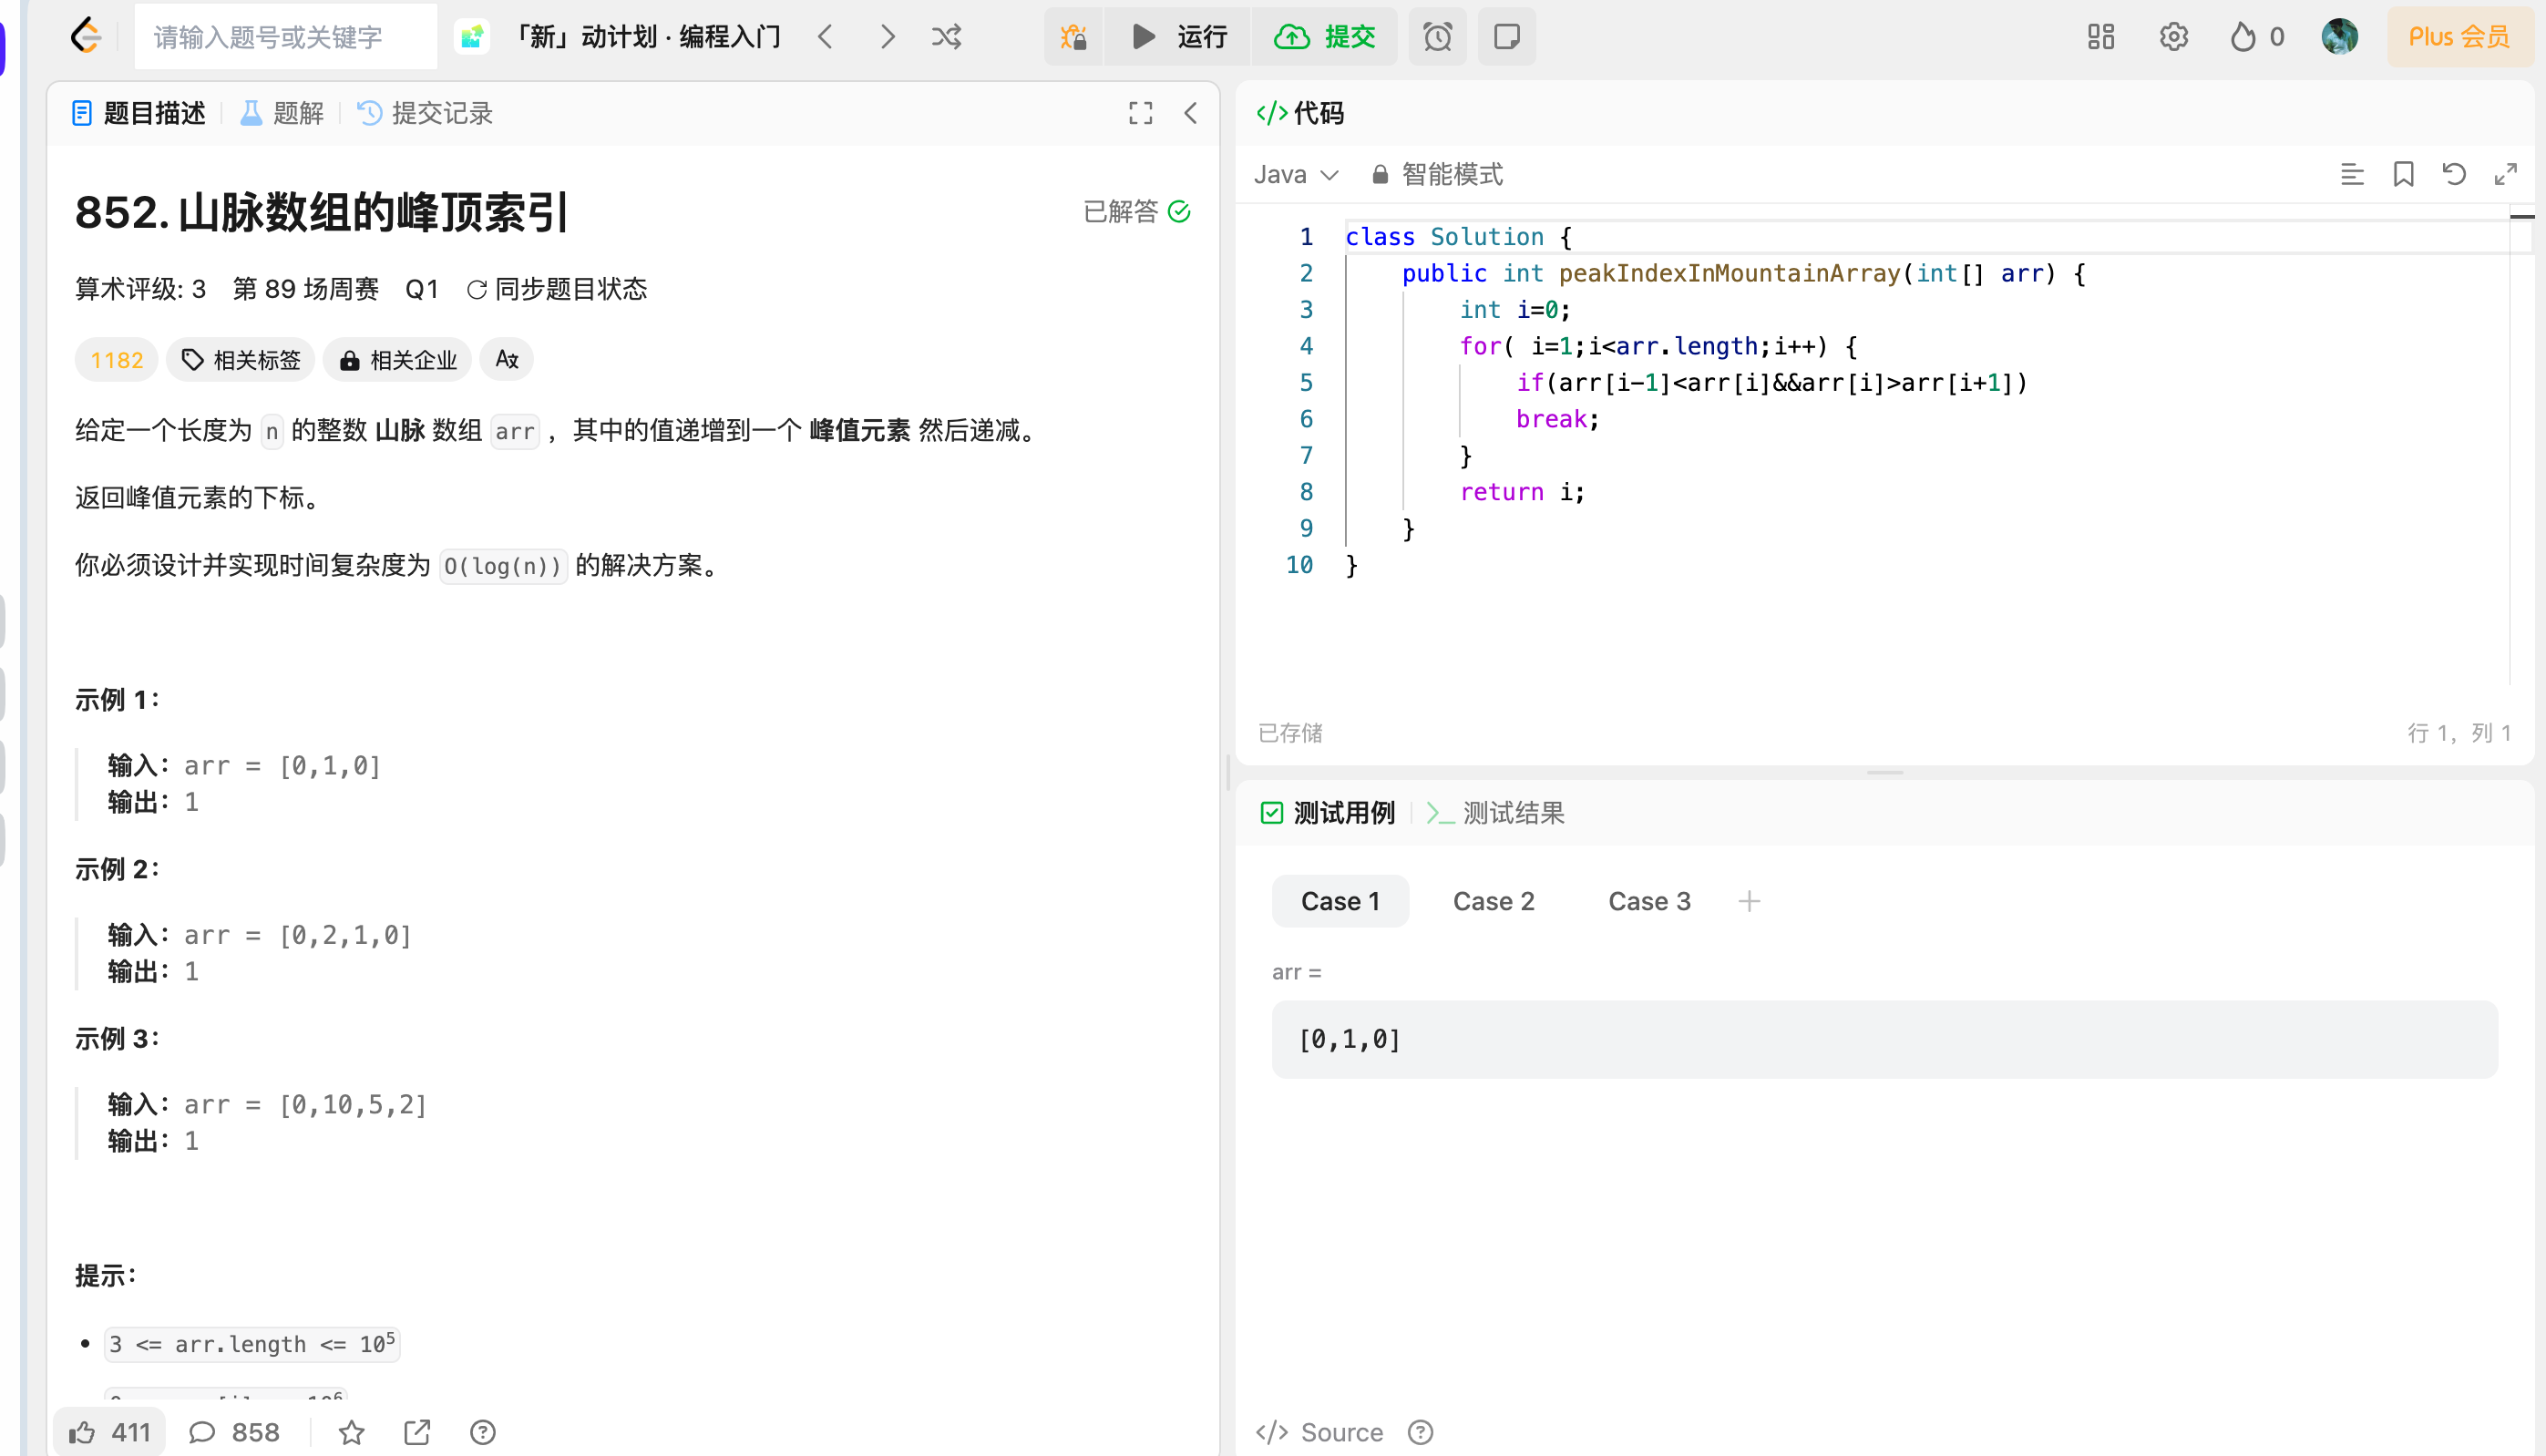 请输入题号或关键字
「新」动计划 · 编程入门
运行
提交
0
Plus 会员
题目描述
题解
提交记录
852. 山脉数组的峰顶索引
已解答
算术评级: 3 第 89 场周赛 Q1 同步题目状态
1182 相关标签 相关企业
给定一个长度为 n 的整数 山脉 数组 arr ，其中的值递增到一个 峰值元素 然后递减。
返回峰值元素的下标。
你必须设计并实现时间复杂度为 O(log(n)) 的解决方案。
示例 1：
输入：arr = [0,1,0]
输出：1
示例 2：
输入：arr = [0,2,1,0]
输出：1
示例 3：
输入：arr = [0,10,5,2]
输出：1
提示：
3 <= arr.length <= 10⁵
411
858
代码
Java
智能模式
1 class Solution {
2 public int peakIndexInMountainArray(int[] arr) {
3 int i=0;
4 for( i=1;i<arr.length;i++) {
5 if(arr[i-1]<arr[i]&&arr[i]>arr[i+1])
6 break;
7 }
8 return i;
9 }
10 }
已存储
行 1，列 1
测试用例
测试结果
Case 1
Case 2
Case 3
arr =
[0,1,0]
Source